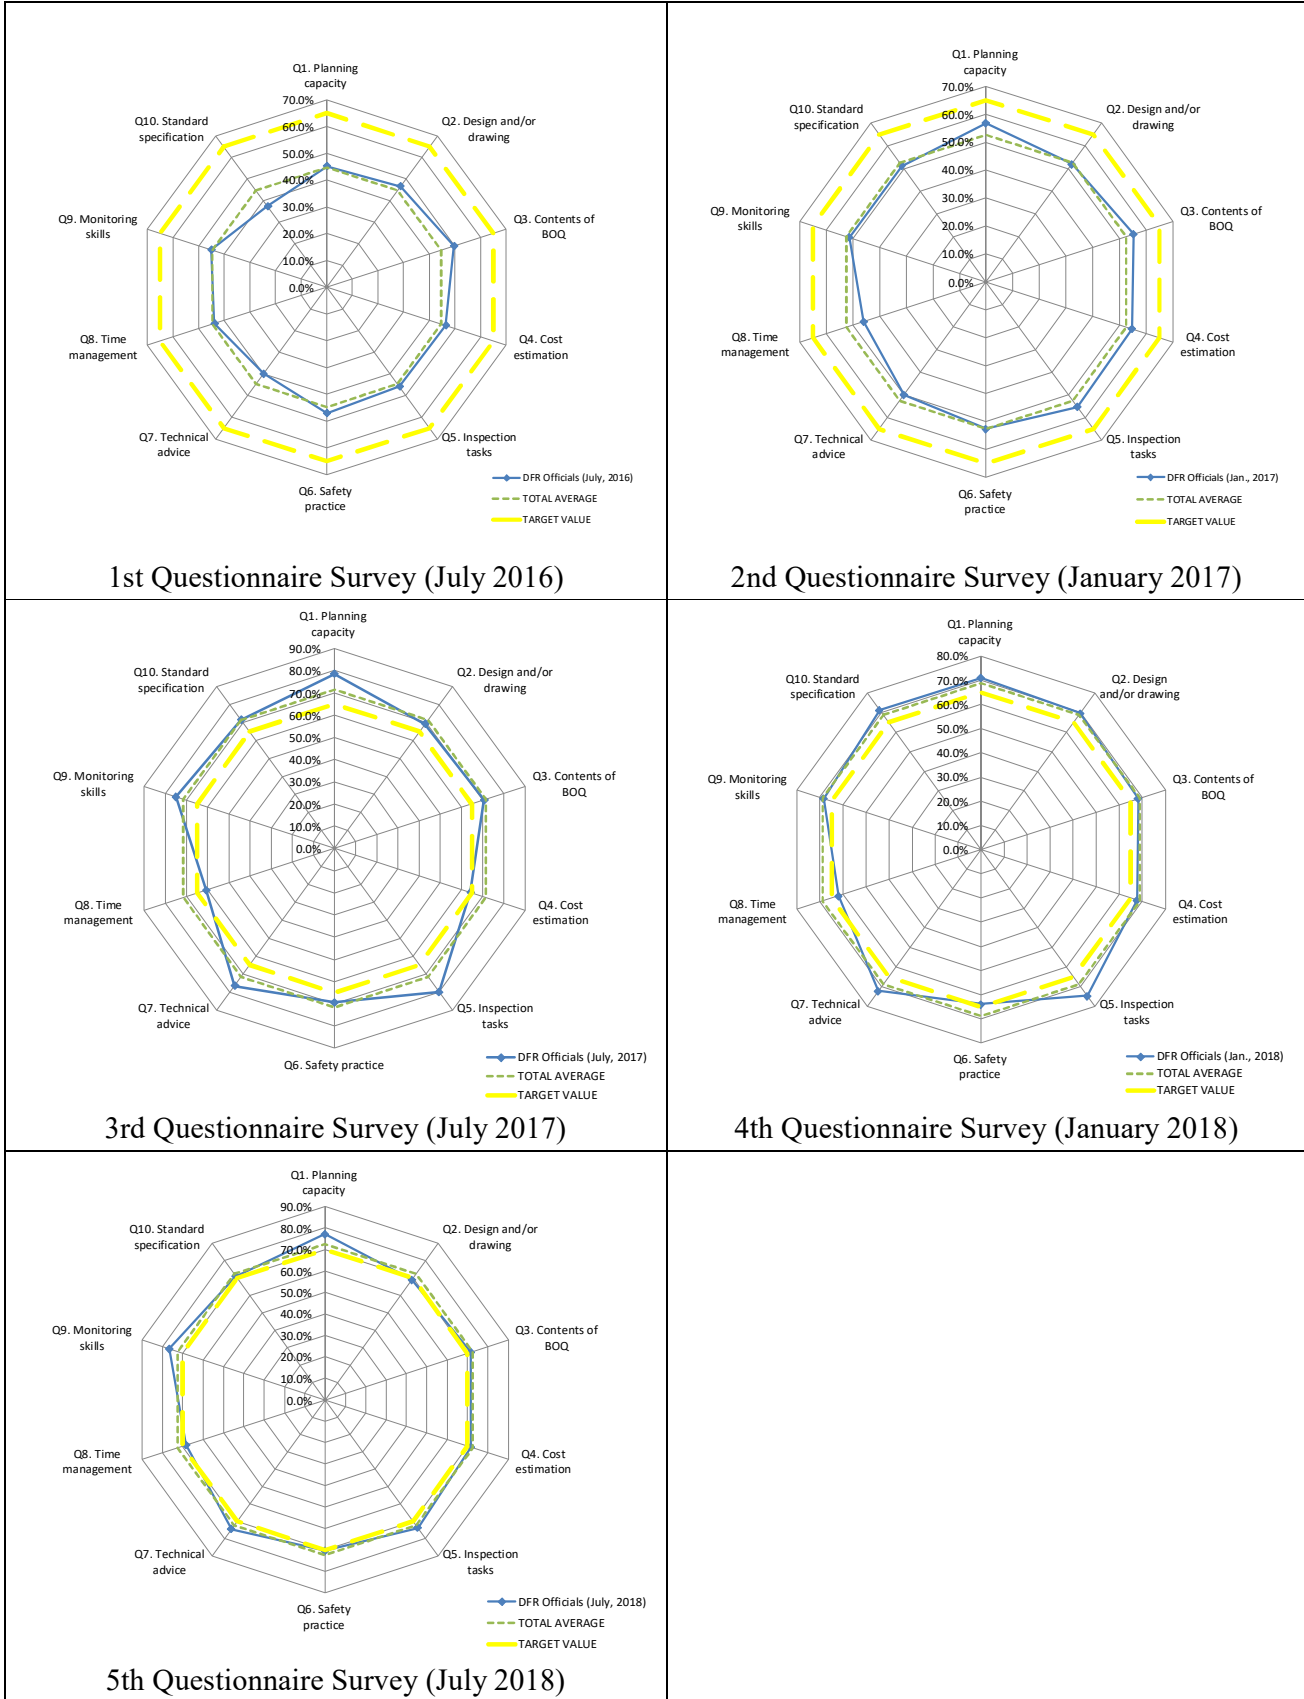 Q1. Planning
capacity
70.0%
60.0%
50.0%
40.0%
30.0%
20.0%
10.0%
0.0%
Q2. Design and/or
drawing
Q3. Contents of
BOQ
Q4. Cost
estimation
Q5. Inspection
tasks
Q6. Safety
practice
Q7. Technical
advice
Q8. Time
management
Q9. Monitoring
skills
Q10. Standard
specification
DFR Officials (July, 2016)
TOTAL AVERAGE
TARGET VALUE
1st Questionnaire Survey (July 2016)
Q1. Planning
capacity
70.0%
60.0%
50.0%
40.0%
30.0%
20.0%
10.0%
0.0%
Q2. Design and/or
drawing
Q3. Contents of
BOQ
Q4. Cost
estimation
Q5. Inspection
tasks
Q6. Safety
practice
Q7. Technical
advice
Q8. Time
management
Q9. Monitoring
skills
Q10. Standard
specification
DFR Officials (Jan., 2017)
TOTAL AVERAGE
TARGET VALUE
2nd Questionnaire Survey (January 2017)
Q1. Planning
capacity
90.0%
80.0%
70.0%
60.0%
50.0%
40.0%
30.0%
20.0%
10.0%
0.0%
Q2. Design and/or
drawing
Q3. Contents of
BOQ
Q4. Cost
estimation
Q5. Inspection
tasks
Q6. Safety practice
Q7. Technical
advice
Q8. Time
management
Q9. Monitoring
skills
Q10. Standard
specification
DFR Officials (July, 2017)
TOTAL AVERAGE
TARGET VALUE
3rd Questionnaire Survey (July 2017)
Q1. Planning
capacity
80.0%
70.0%
60.0%
50.0%
40.0%
30.0%
20.0%
10.0%
0.0%
Q2. Design
and/or drawing
Q3. Contents of
BOQ
Q4. Cost
estimation
Q5. Inspection
tasks
Q6. Safety
practice
Q7. Technical
advice
Q8. Time
management
Q9. Monitoring
skills
Q10. Standard
specification
DFR Officials (Jan., 2018)
TOTAL AVERAGE
TARGET VALUE
4th Questionnaire Survey (January 2018)
Q1. Planning
capacity
90.0%
80.0%
70.0%
60.0%
50.0%
40.0%
30.0%
20.0%
10.0%
0.0%
Q2. Design and/or
drawing
Q3. Contents of
BOQ
Q4. Cost
estimation
Q5. Inspection
tasks
Q6. Safety
practice
Q7. Technical
advice
Q8. Time
management
Q9. Monitoring
skills
Q10. Standard
specification
DFR Officials (July, 2018)
TOTAL AVERAGE
TARGET VALUE
5th Questionnaire Survey (July 2018)